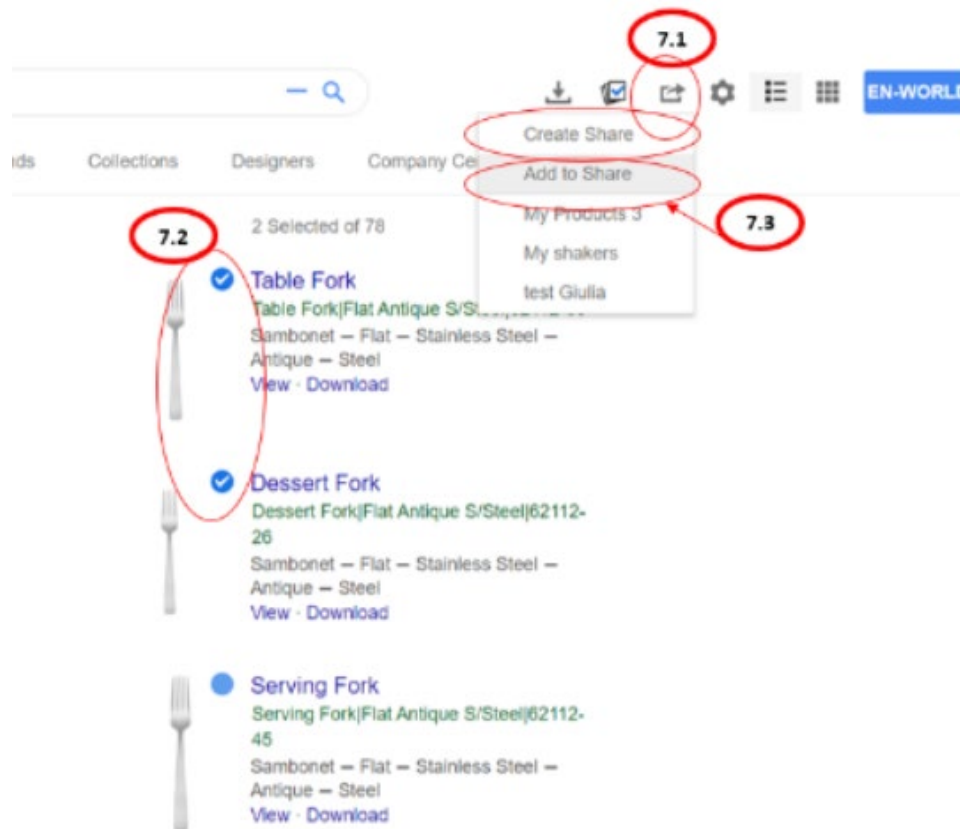 7.1
EN-WORLD
Create Share
Collections
Designers
Company Ce
Add to Share
My Products 3
7.3
7.2
2 Selected of 78
My shakers
Table Fork
test Giulia
Table Fork|Flat Antique
Sambonet — Flat — Stainless Steel —
Antique — Steel
View · Download
Dessert Fork
Dessert Fork|Flat Antique S/Steel|62112-
26
Sambonet — Flat — Stainless Steel —
Antique — Steel
View · Download
Serving Fork
Serving Fork|Flat Antique S/Steel|62112-
45
Sambonet — Flat — Stainless Steel —
Antique — Steel
View · Download